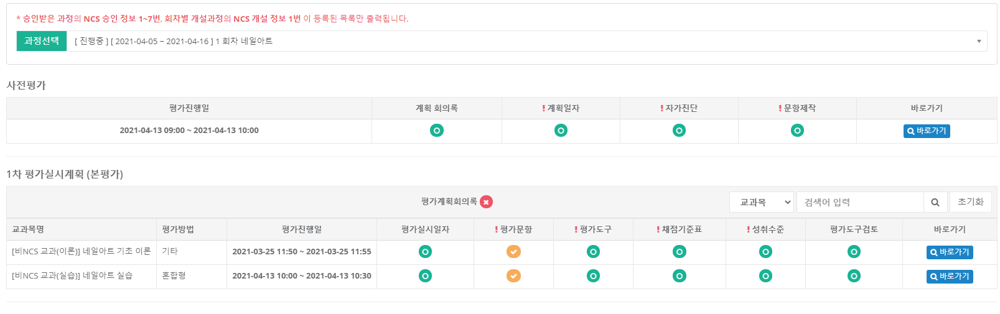 * 승인받은 과정의 NCS 승인 정보 1~7번, 회차별 개설과정의 NCS 개설 정보 1번 이 등록된 목록만 출력됩니다.
과정선택 [ 진행중 ] [ 2021-04-05 ~ 2021-04-16 ] 1 회차 네일아트
사전평가
평가진행일 계획 회의록 ! 계획일자 ! 자가진단 ! 문항제작 바로가기
2021-04-13 09:00 ~ 2021-04-13 10:00 바로가기
1차 평가실시계획 (본평가)
평가계획회의록 교과목 검색어 입력 초기화
교과목명 평가방법 평가진행일 평가실시일자 ! 평가문항 ! 평가도구 ! 채점기준표 ! 성취수준 평가도구검토 바로가기
[비NCS 교과(이론)] 네일아트 기초 이론 기타 2021-03-25 11:50 ~ 2021-03-25 11:55 바로가기
[비NCS 교과(실습)] 네일아트 실습 혼합형 2021-04-13 10:00 ~ 2021-04-13 10:30 바로가기